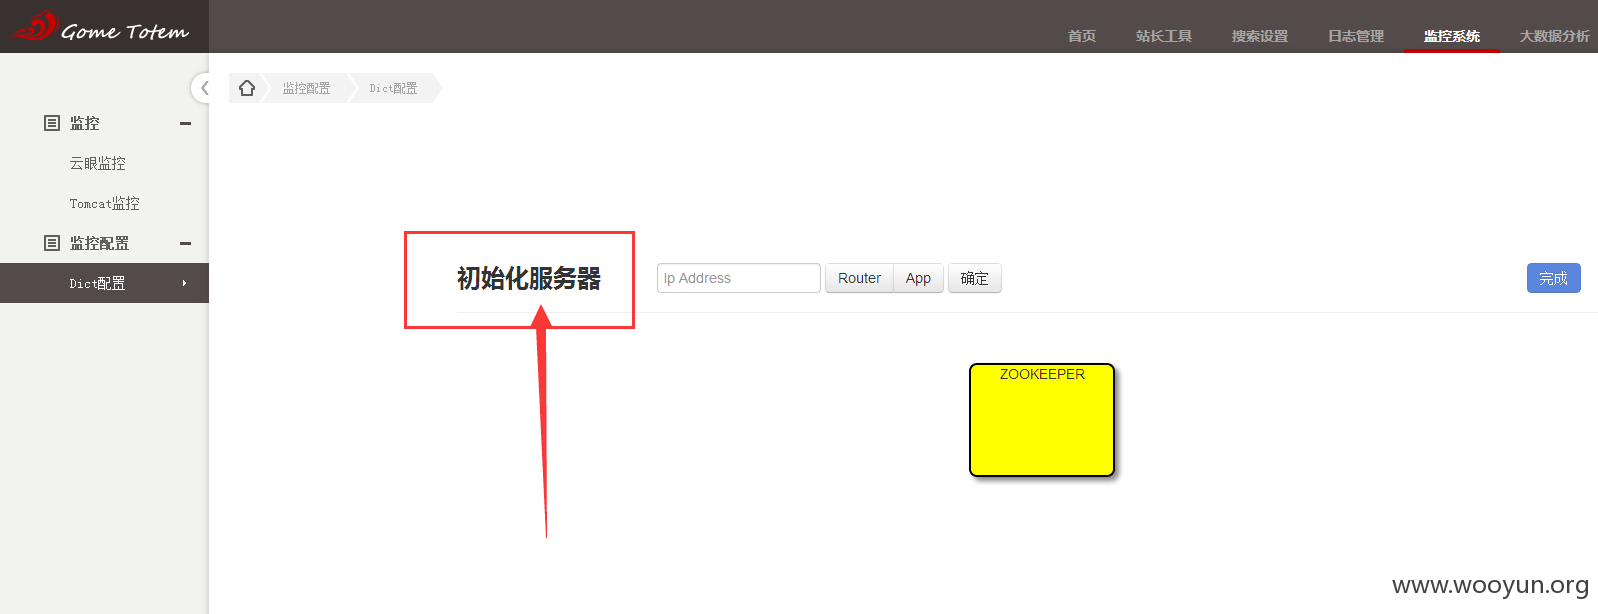 Gome Totem
首页 站长工具 搜索设置 日志管理 监控系统 大数据分析
监控配置 Dict配置
监控
云眼监控
Tomcat监控
监控配置
Dict配置
初始化服务器 Ip Address Router App 确定 完成
ZOOKEEPER
www.wooyun.org